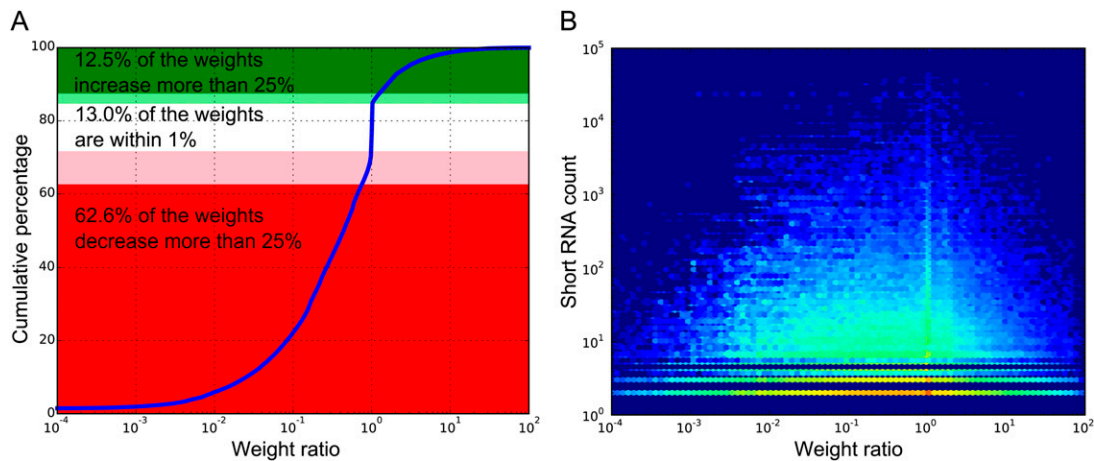 A
100
80
60
40
20
0
Cumulative percentage
12.5% of the weights
increase more than 25%
13.0% of the weights
are within 1%
62.6% of the weights
decrease more than 25%
10⁻⁴
10⁻³
10⁻²
10⁻¹
10⁰
10¹
10²
Weight ratio
B
10⁵
10⁴
10³
10²
10¹
10⁰
Short RNA count
10⁻⁴
10⁻³
10⁻²
10⁻¹
10⁰
10¹
10²
Weight ratio